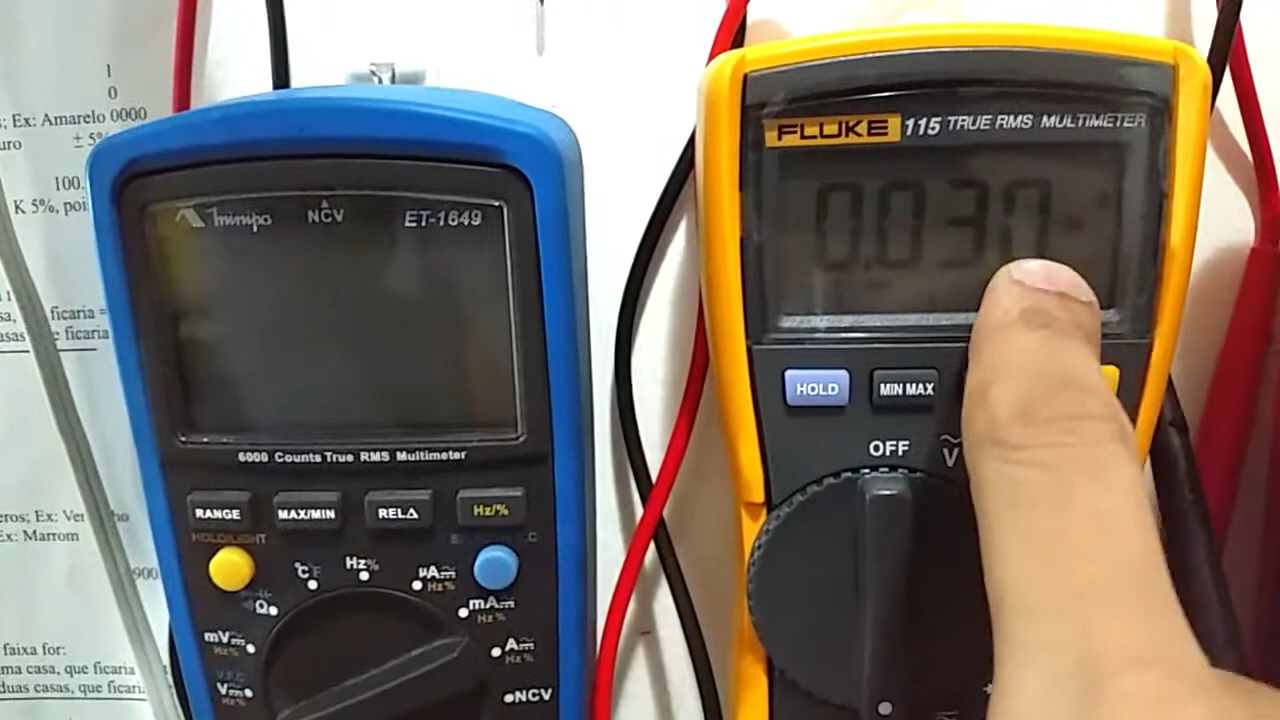 1
0
s; Ex: Amarelo 0000
uro ± 5%
100.
K 5%, poi
sa, ficaria =
asas e ficaria
eros; Ex: Ver ho
Ex: Marrom
900
faixa for:
ma casa, que ficaria
duas casas, que ficari
minipa NCV ET-1649
6000 Counts True RMS Multimeter
RANGE MAX/MIN REL∆ Hz/%
HOLD/LIGHT
°C°F Hz% µA Hz%
Ω mA Hz%
mV A Hz%
V.F.C
V Hz% NCV
FLUKE 115 TRUE RMS MULTIMETER
0.030
HOLD MIN MAX
OFF V